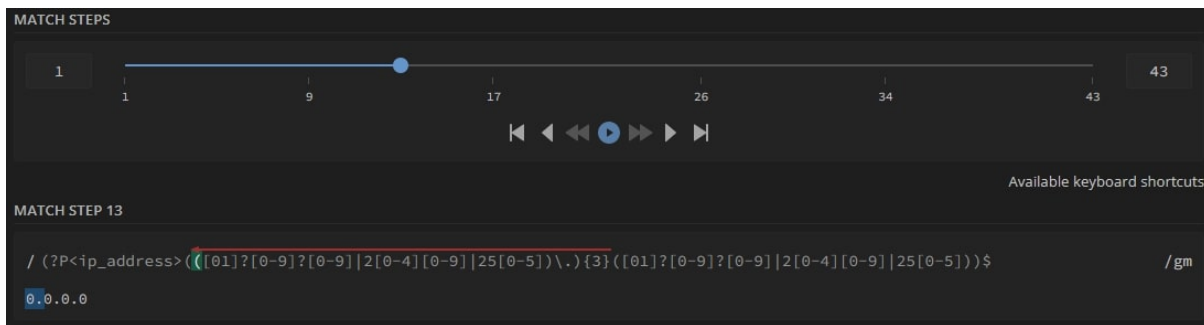 MATCH STEPS
1
43
1 9 17 26 34 43
Available keyboard shortcuts
MATCH STEP 13
/ (?P<ip_address>(([01]?[0-9]?[0-9]|2[0-4][0-9]|25[0-5])\.){3}([01]?[0-9]?[0-9]|2[0-4][0-9]|25[0-5]))$ /gm
0.0.0.0